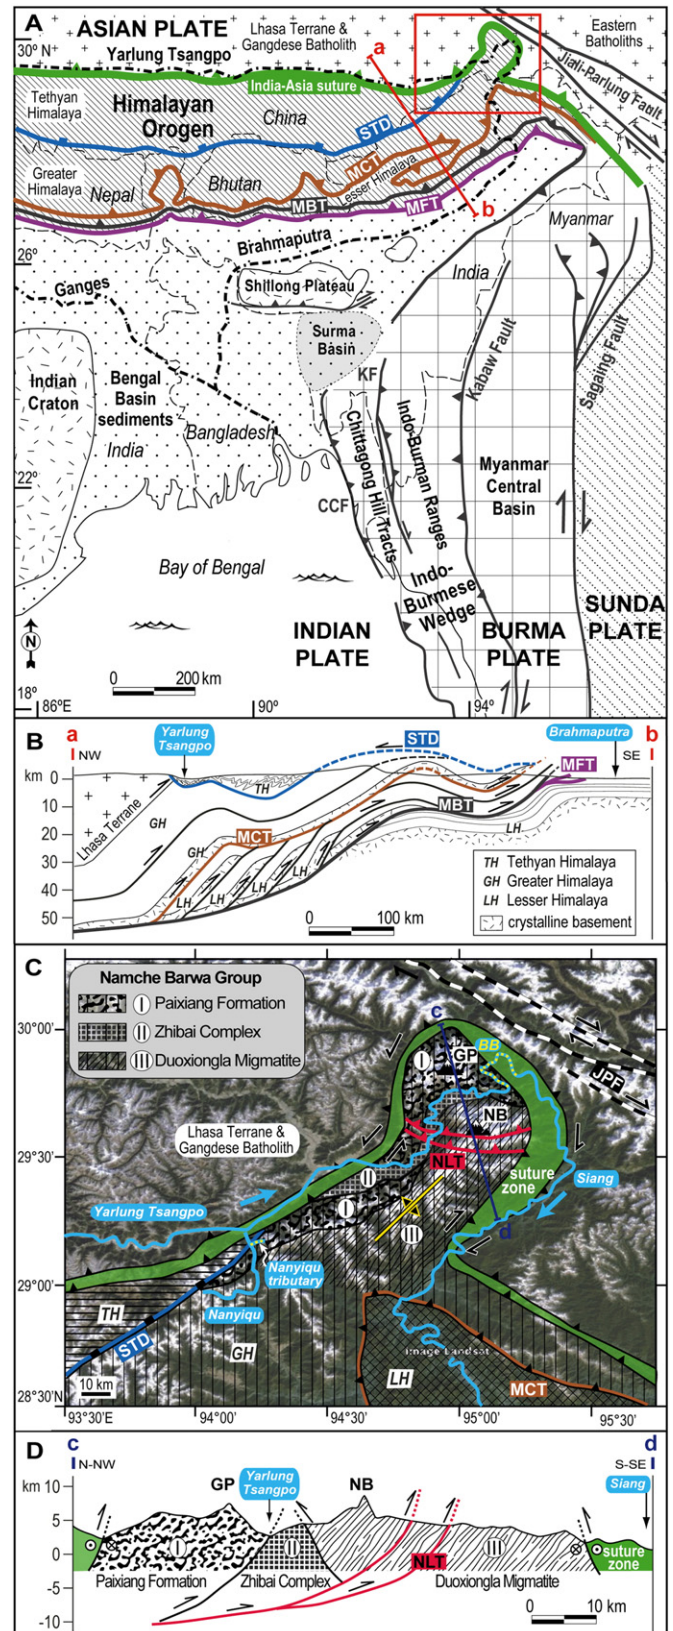 A
ASIAN PLATE
Lhasa Terrane &
Gangdese Batholith
Eastern
Batholiths
30° N
Yarlung Tsangpo
a
Jiali-Parlung Fault
India-Asia suture
Tethyan
Himalaya
Himalayan
Orogen
China
STD
MCT
Lesser Himalaya
Greater
Himalaya
Nepal
Bhutan
MBT
MFT
b
Myanmar
26°
Brahmaputra
India
Ganges
Shillong Plateau
Surma
Basin
KF
Kabaw Fault
Sagaing Fault
Indian
Craton
Bengal
Basin
sediments
India
Bangladesh
Chittagong Hill Tracts
Indo-Burman Ranges
Myanmar
Central
Basin
22°
CCF
Bay of Bengal
Indo-
Burmese
Wedge
N
INDIAN
PLATE
BURMA
PLATE
SUNDA
PLATE
0 200 km
18°
86°E
90°
94°
B
a
NW
Yarlung
Tsangpo
STD
Brahmaputra
b
SE
km 0
10
20
30
40
50
TH
MFT
Lhasa Terrane
GH
MCT
MBT
GH
LH
LH
LH
LH
LH
TH Tethyan Himalaya
GH Greater Himalaya
LH Lesser Himalaya
crystalline basement
0 100 km
C
Namche Barwa Group
I Paixiang Formation
II Zhibai Complex
III Duoxiongla Migmatite
30°00'
29°30'
29°00'
28°30'N
c
GP
BB
I
NB
JPF
Lhasa Terrane &
Gangdese Batholith
NLT
II
suture
zone
Siang
I
Yarlung Tsangpo
III
d
Nanyiqu
tributary
Nanyiqu
TH
STD
GH
Image Landsat
LH
MCT
10 km
93°30'E
94°00'
94°30'
95°00'
95°30'
D
c
N-NW
d
S-SE
GP
Yarlung
Tsangpo
NB
Siang
km 10
5
0
-5
-10
I
II
NLT
III
suture
zone
Paixiang Formation
Zhibai Complex
Duoxiongla Migmatite
0 10 km